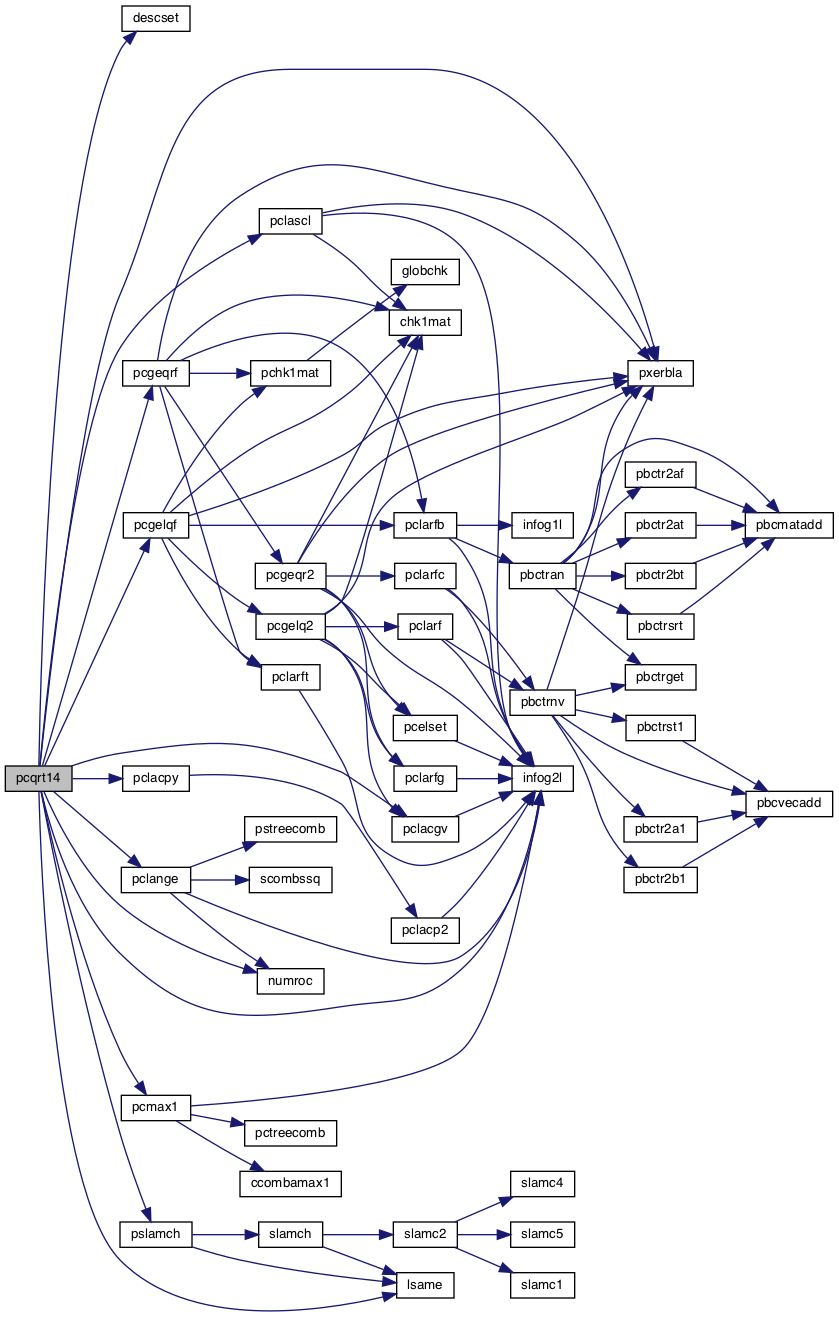 descset
pclascl
globchk
chk1mat
pcgeqrf
pchk1mat
pxerbla
pbctr2af
pcgelqf
pclarfb
infog1l
pbctr2at
pbcmatadd
pcgeqr2
pclarfc
pbctran
pbctr2bt
pcgelq2
pclarf
pbctrsrt
pclarft
pbctrget
pbctrnv
pcelset
pbctrst1
pcqrt14
pclacpy
pclarfg
infog2l
pbcvecadd
pstreecomb
pclacgv
pbctr2a1
pclange
scombssq
pbctr2b1
pclacp2
numroc
pcmax1
pctreecomb
ccombamax1
slamc4
pslamch
slamch
slamc2
slamc5
lsame
slamc1